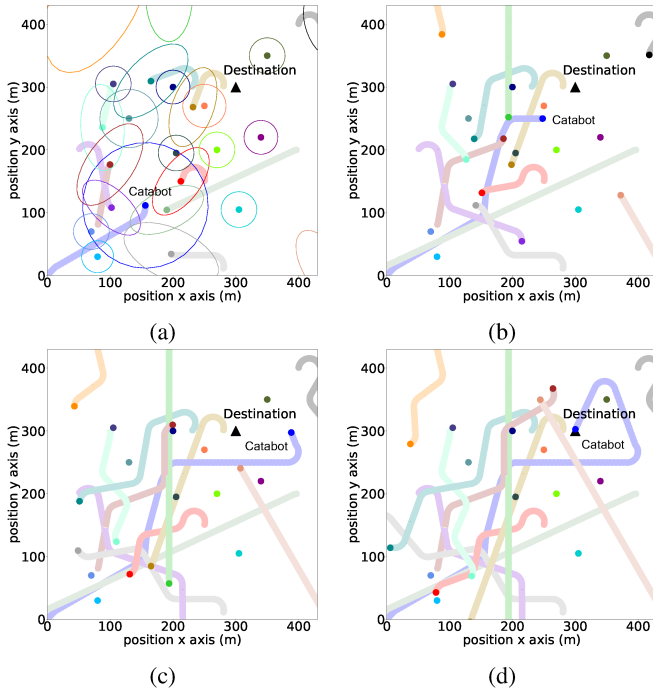 400
300
200
100
0
0 100 200 300 400
position y axis (m)
position x axis (m)
Destination
Catabot
(a)
400
300
200
100
0
0 100 200 300 400
position y axis (m)
position x axis (m)
Destination
Catabot
(b)
400
300
200
100
0
0 100 200 300 400
position y axis (m)
position x axis (m)
Destination
Catabot
(c)
400
300
200
100
0
0 100 200 300 400
position y axis (m)
position x axis (m)
Destination
Catabot
(d)